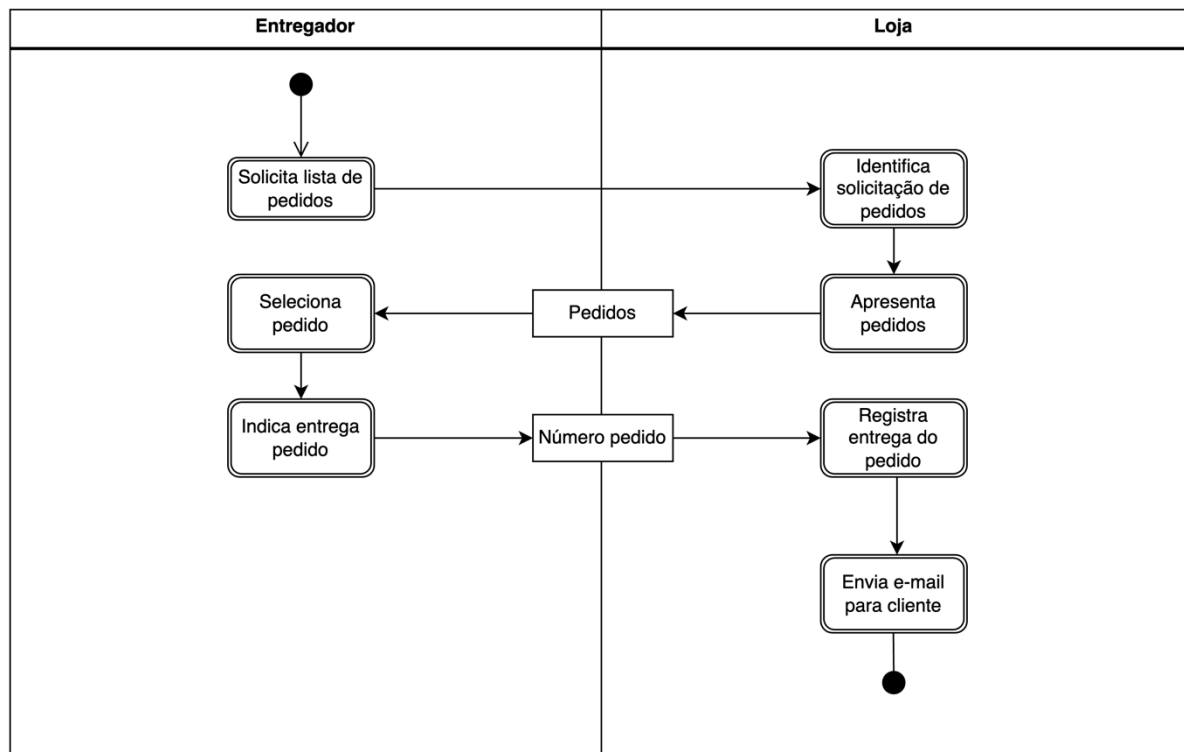 Entregador
Loja
Solicita lista de
pedidos
Identifica
solicitação de
pedidos
Seleciona
pedido
Pedidos
Apresenta
pedidos
Indica entrega
pedido
Número pedido
Registra
entrega do
pedido
Envia e-mail
para cliente